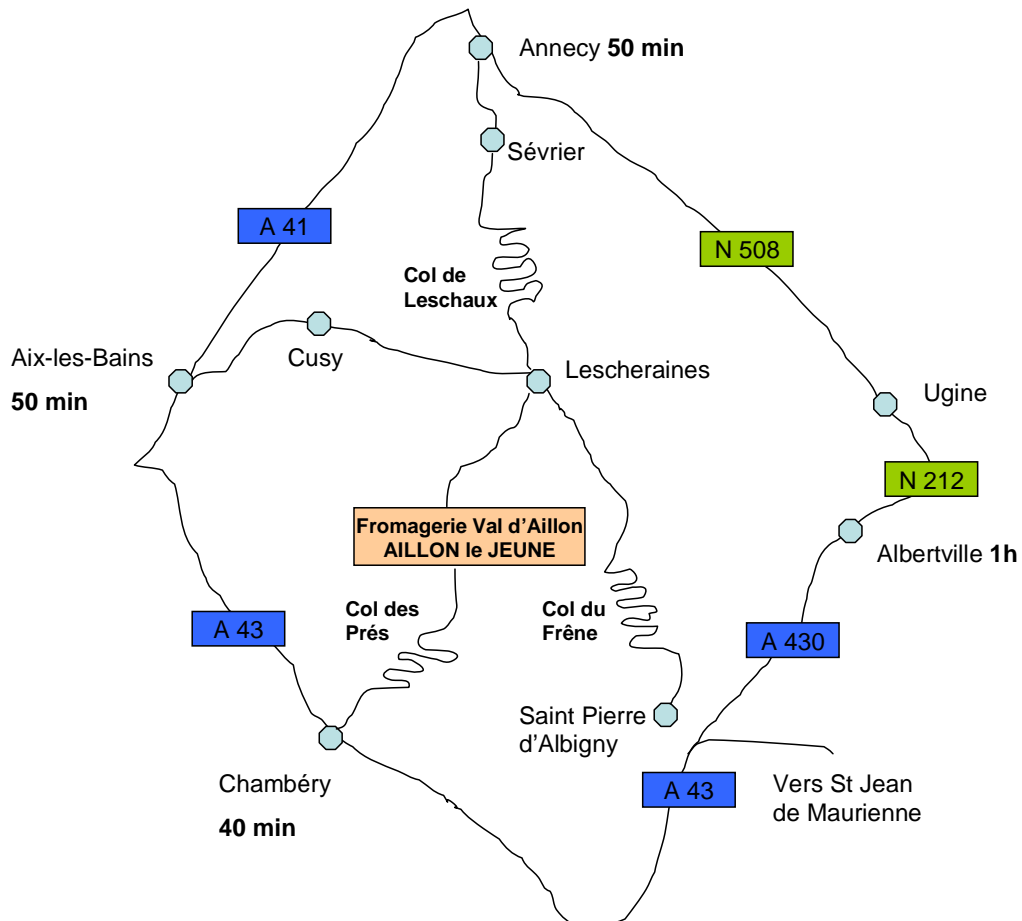 Annecy 50 min
Sévrier
A 41
N 508
Col de
Leschaux
Aix-les-Bains
50 min
Cusy
Lescheraines
Ugine
N 212
Fromagerie Val d'Aillon
AILLON le JEUNE
Albertville 1h
Col des
Prés
Col du
Frêne
A 43
A 430
Saint Pierre
d'Albigny
Chambéry
40 min
A 43
Vers St Jean
de Maurienne